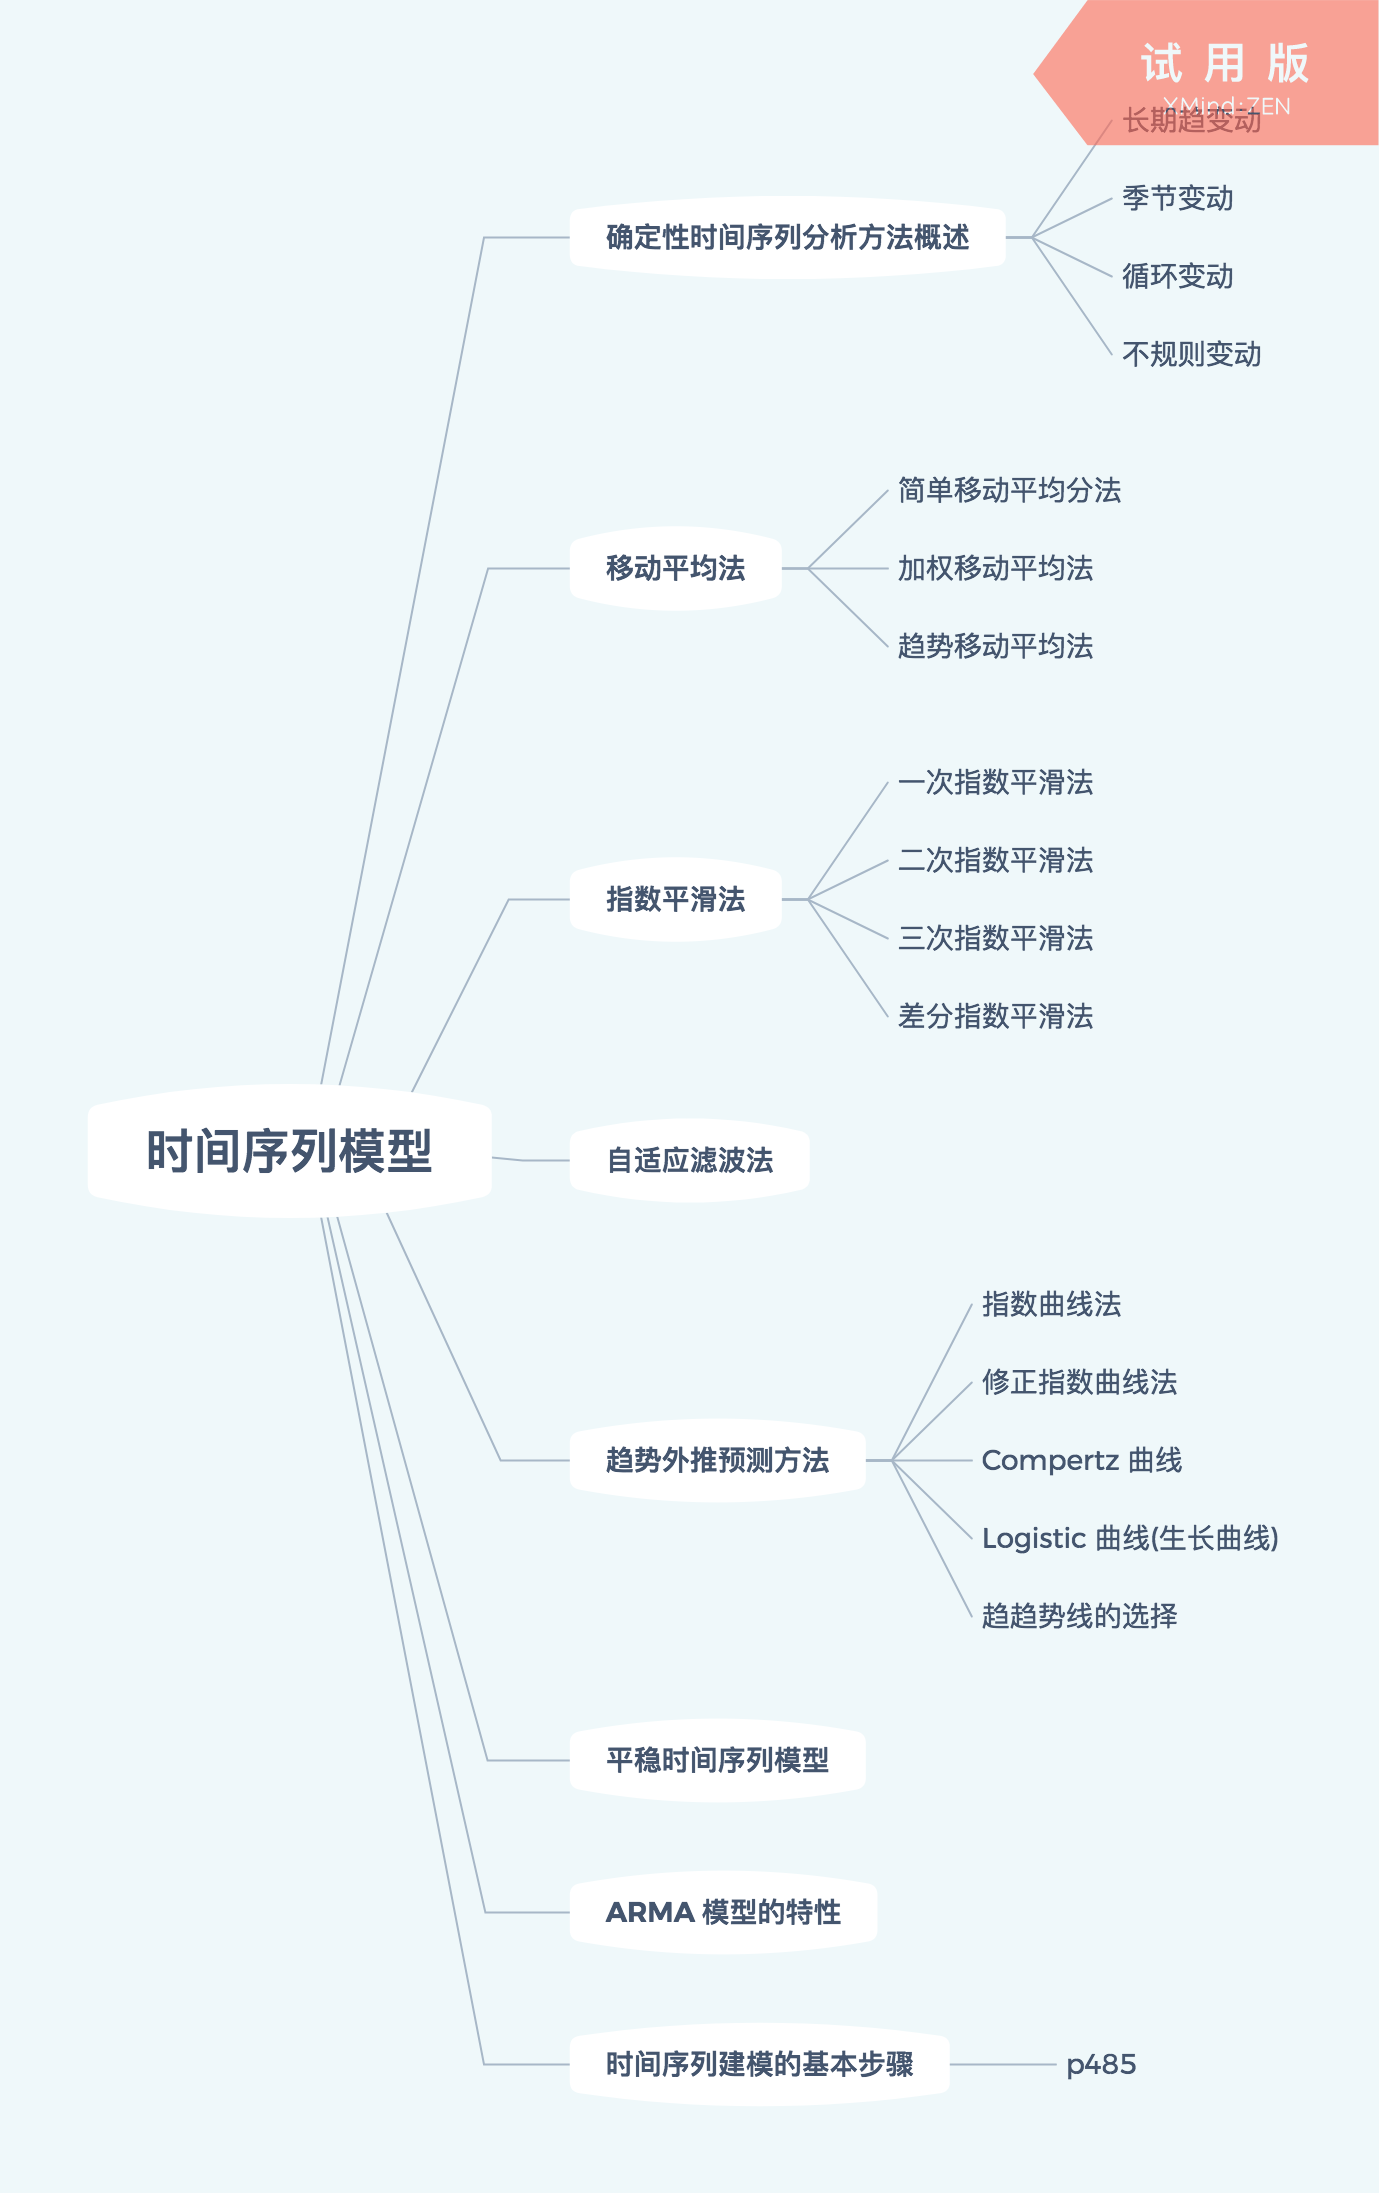 试用版
XMind:ZEN
长期趋变动
季节变动
确定性时间序列分析方法概述
循环变动
不规则变动
简单移动平均分法
移动平均法
加权移动平均法
趋势移动平均法
一次指数平滑法
二次指数平滑法
指数平滑法
三次指数平滑法
差分指数平滑法
时间序列模型
自适应滤波法
指数曲线法
修正指数曲线法
趋势外推预测方法
Compertz 曲线
Logistic 曲线(生长曲线)
趋趋势线的选择
平稳时间序列模型
ARMA 模型的特性
时间序列建模的基本步骤
p485